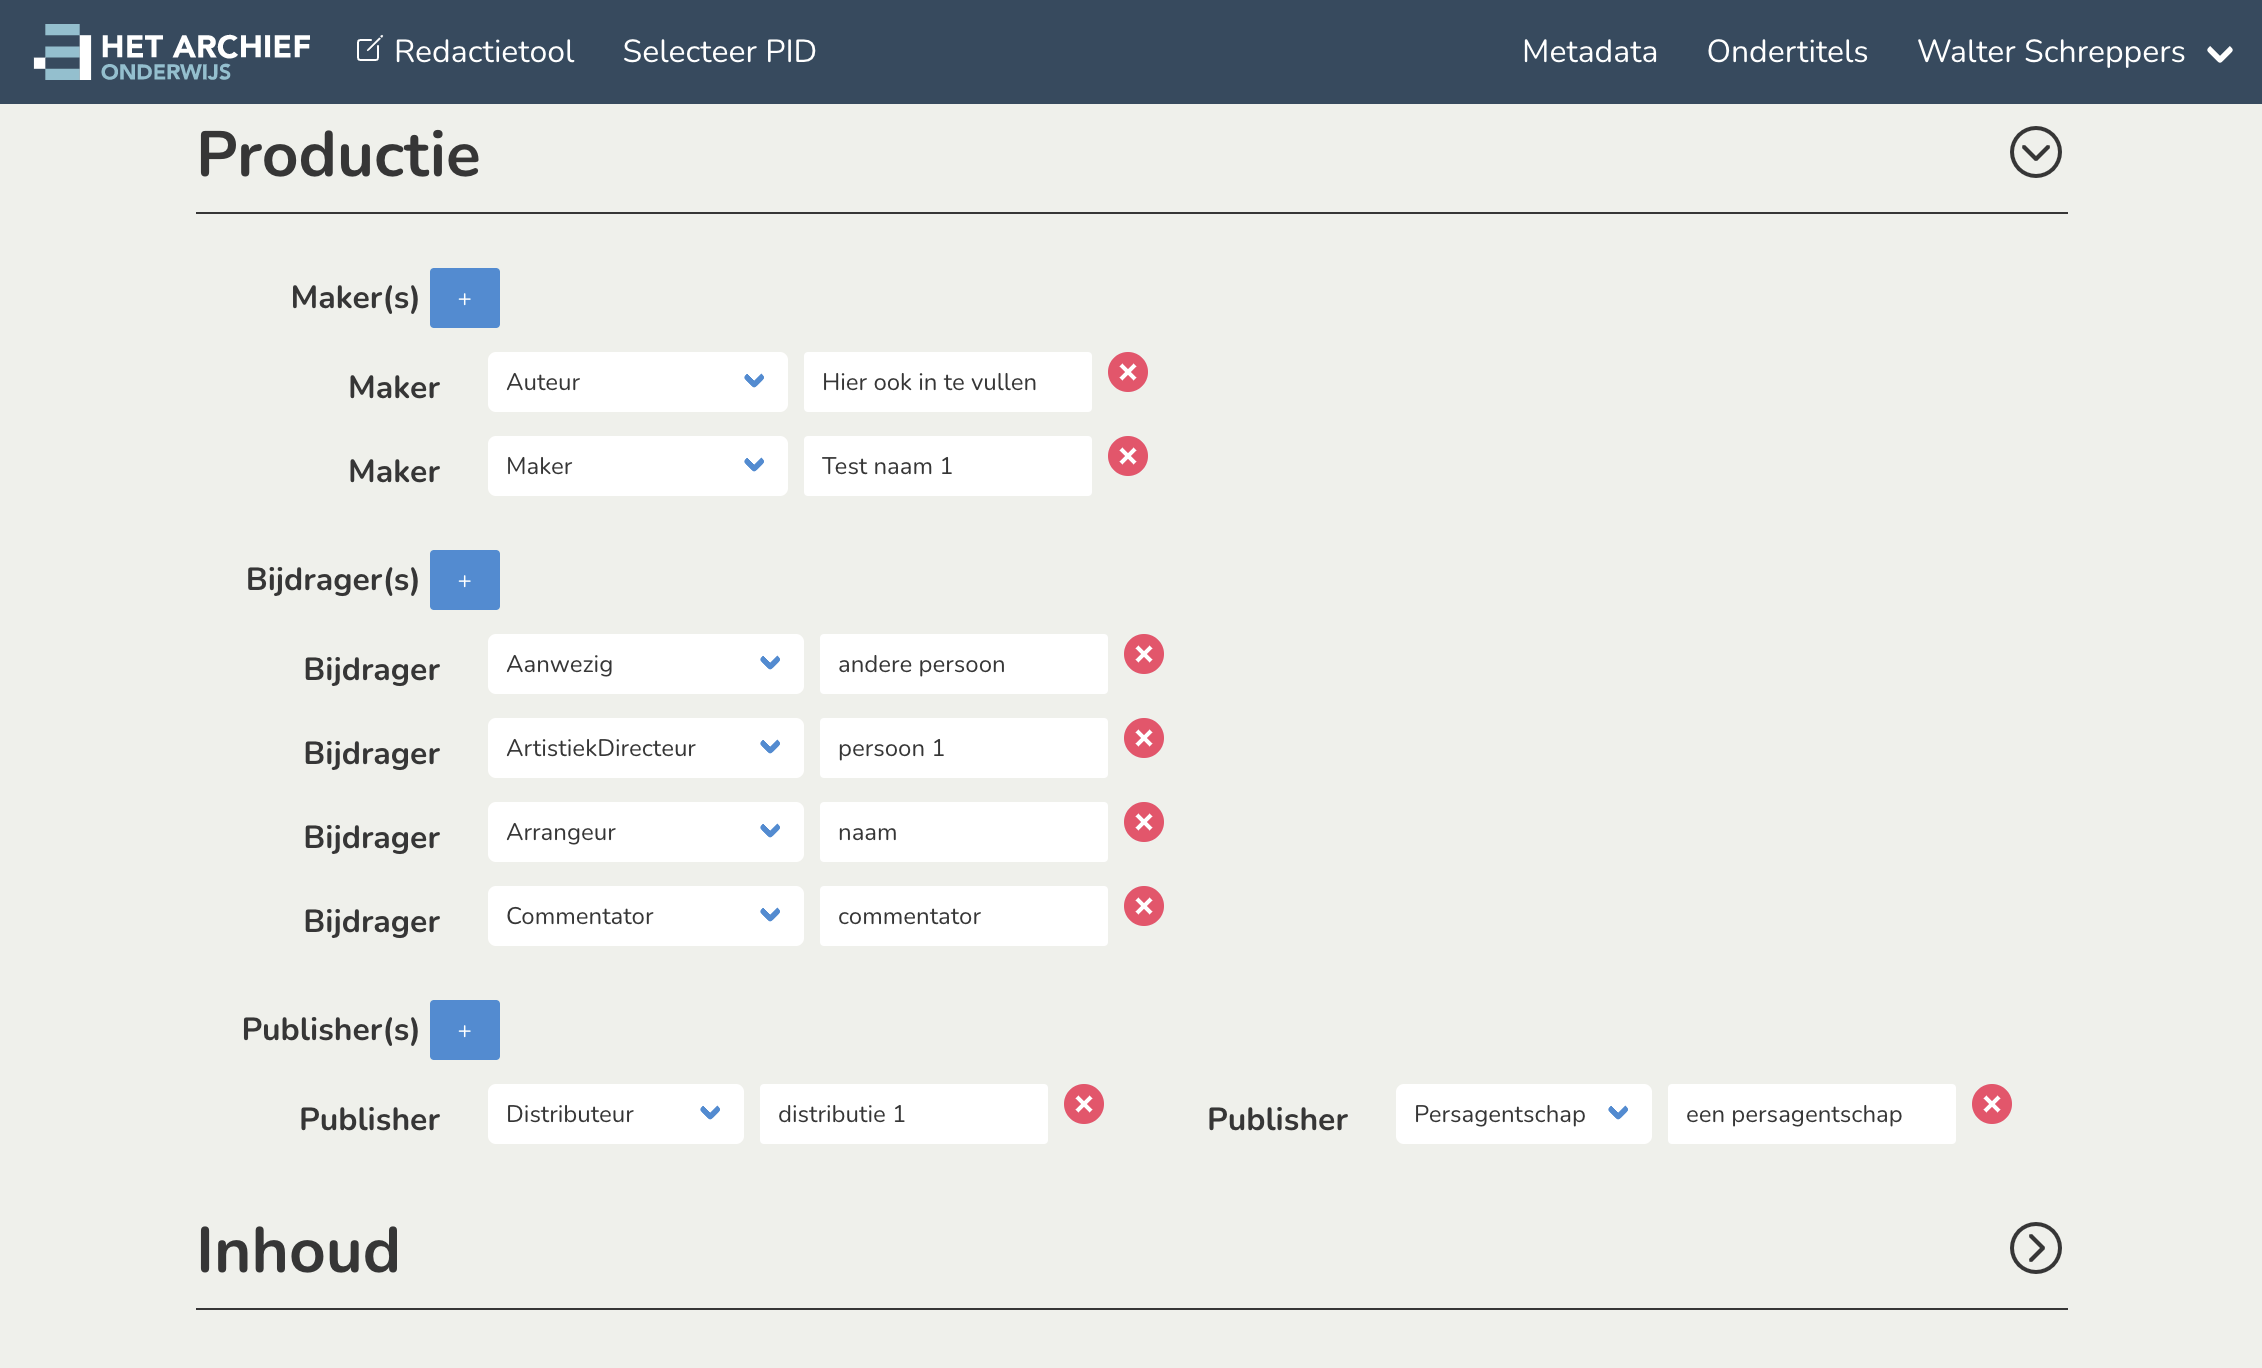 HET ARCHIEF
ONDERWIJS
Redactietool
Selecteer PID
Metadata
Ondertitels
Walter Schreppers
Productie
Maker(s) +
Maker Auteur Hier ook in te vullen
Maker Maker Test naam 1
Bijdrager(s) +
Bijdrager Aanwezig andere persoon
Bijdrager ArtistiekDirecteur persoon 1
Bijdrager Arrangeur naam
Bijdrager Commentator commentator
Publisher(s) +
Publisher Distributeur distributie 1 Publisher Persagentschap een persagentschap
Inhoud